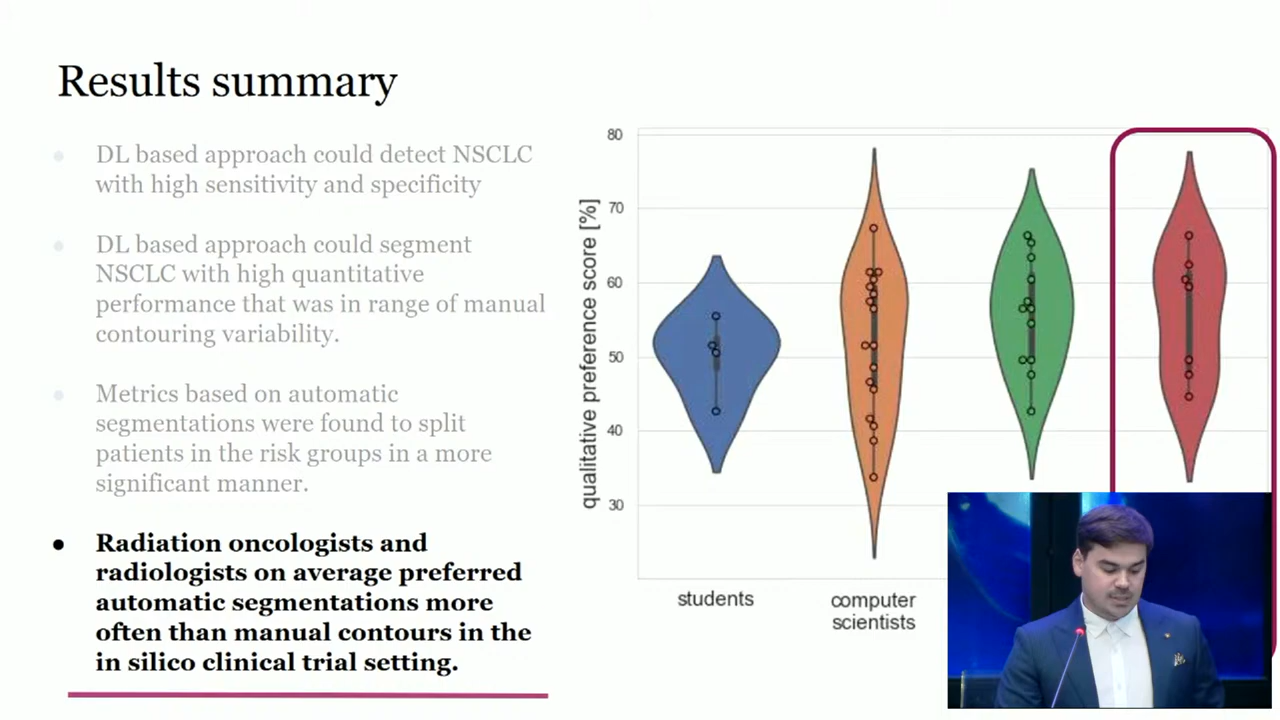 Results summary
DL based approach could detect NSCLC
with high sensitivity and specificity
DL based approach could segment
NSCLC with high quantitative
performance that was in range of manual
contouring variability.
Metrics based on automatic
segmentations were found to split
patients in the risk groups in a more
significant manner.
Radiation oncologists and
radiologists on average preferred
automatic segmentations more
often than manual contours in the
in silico clinical trial setting.
qualitative preference score [%]
80
70
60
50
40
30
students
computer
scientists